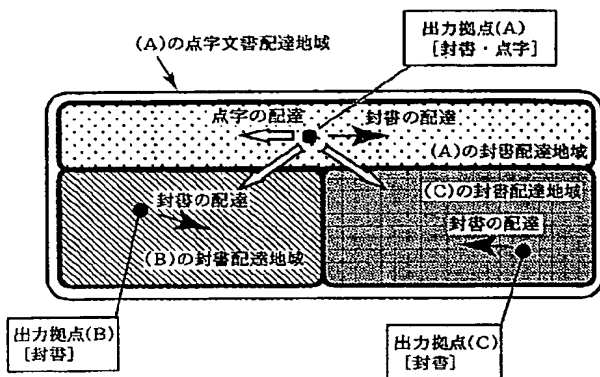 出力拠点(A)
[封書・点字]
(A)の点字文書配達地域
点字の配達
封書の配達
(A)の封書配達地域
封書の配達
(C)の封書配達地域
封書の配達
(B)の封書配達地域
出力拠点(B)
[封書]
出力拠点(C)
[封書]